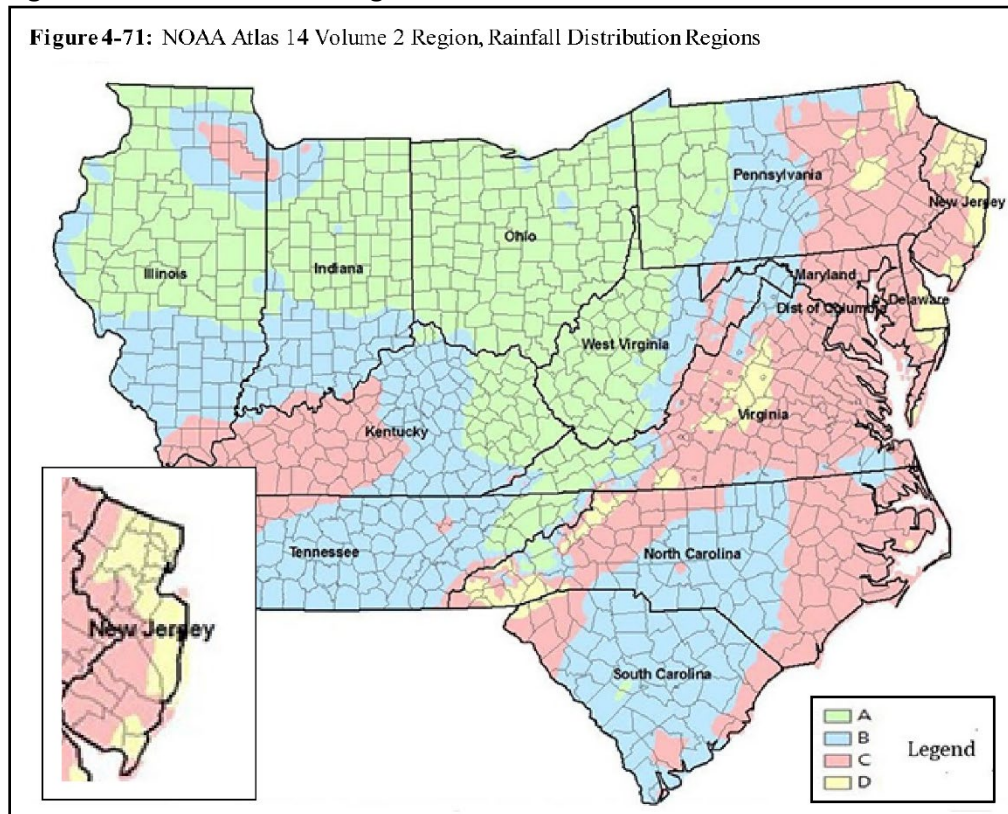 Figure 4-71: NOAA Atlas 14 Volume 2 Region, Rainfall Distribution Regions
Pennsylvania
New Jersey
Ohio
Illinois
Indiana
Maryland
Delaware
Dist of Columbia
West Virginia
Virginia
Kentucky
Tennessee
North Carolina
New Jersey
South Carolina
A
B
C
D
Legend